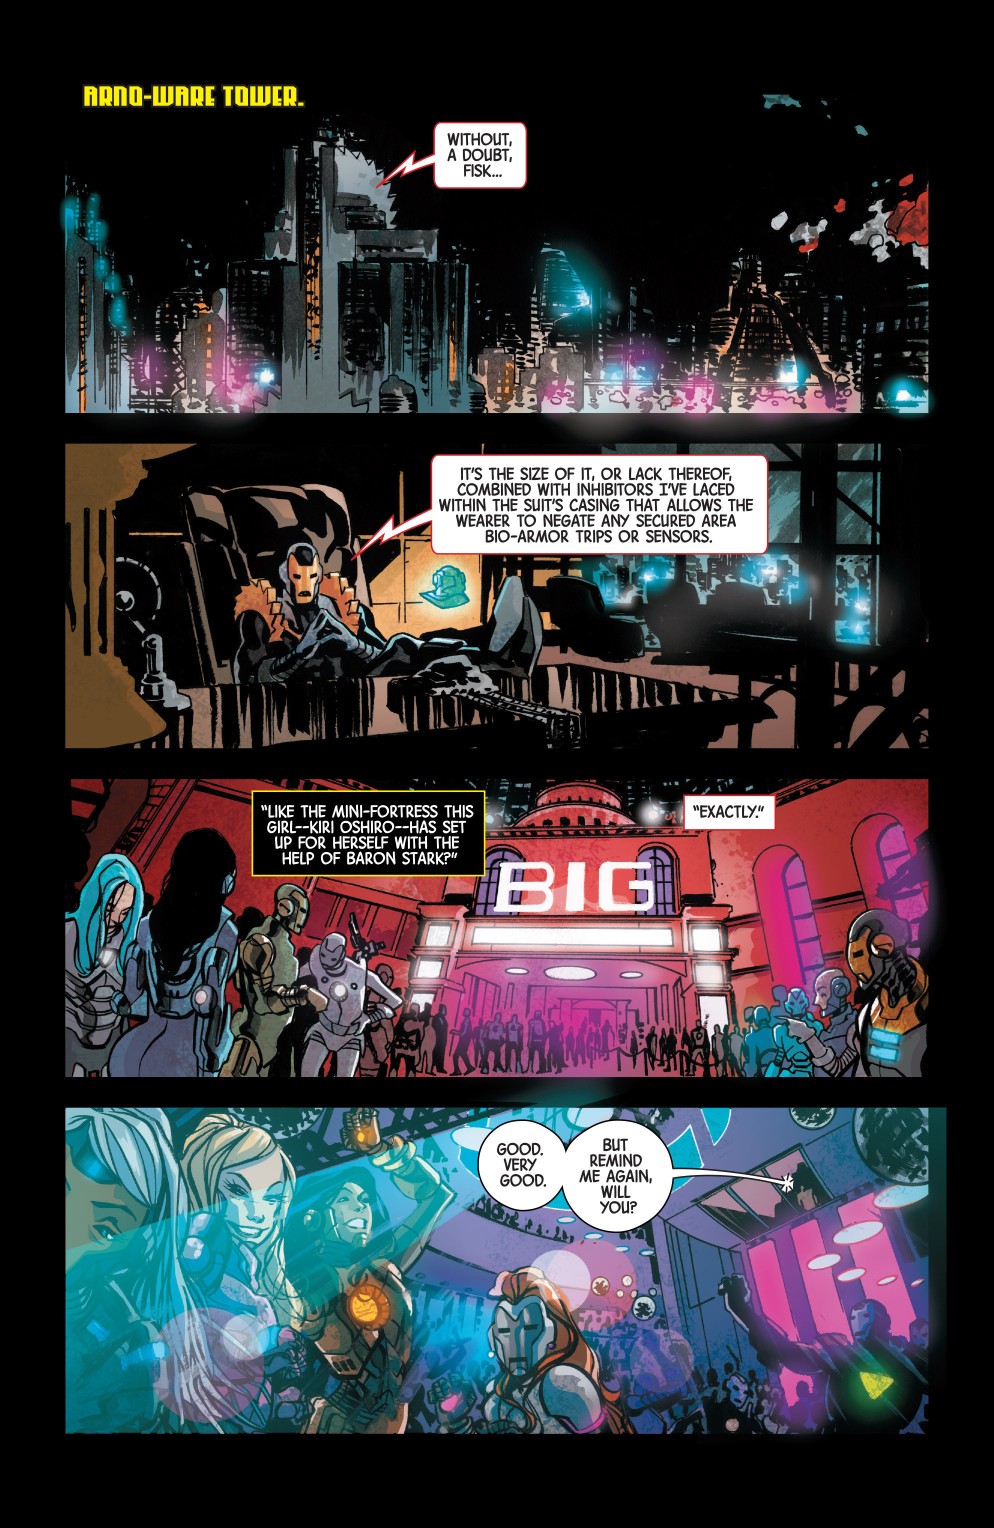 ARNO-WARE TOWER.
WITHOUT,
A DOUBT,
FISK...
IT'S THE SIZE OF IT, OR LACK THEREOF,
COMBINED WITH INHIBITORS I'VE LACED
WITHIN THE SUIT'S CASING THAT ALLOWS THE
WEARER TO NEGATE ANY SECURED AREA
BIO-ARMOR TRIPS OR SENSORS.
"LIKE THE MINI-FORTRESS THIS
GIRL--KIRI OSHIRO--HAS SET
UP FOR HERSELF WITH THE
HELP OF BARON STARK?"
"EXACTLY."
BIG
GOOD.
VERY
GOOD.
BUT
REMIND
ME AGAIN,
WILL
YOU?